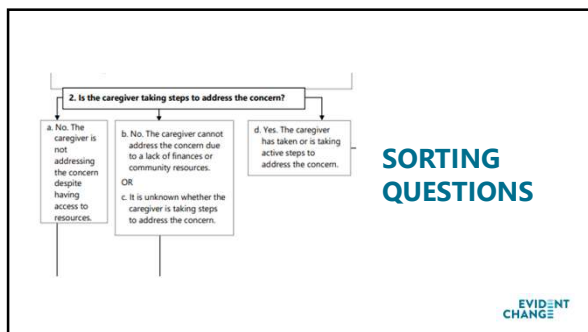 2. Is the caregiver taking steps to address the concern?
a. No. The
caregiver is
not
addressing
the concern
despite
having
access to
resources.
b. No. The caregiver cannot
address the concern due
to a lack of finances or
community resources.
OR
c. It is unknown whether the
caregiver is taking steps
to address the concern.
d. Yes. The caregiver
has taken or is taking
active steps to
address the concern.
SORTING
QUESTIONS
EVIDENT
CHANGE